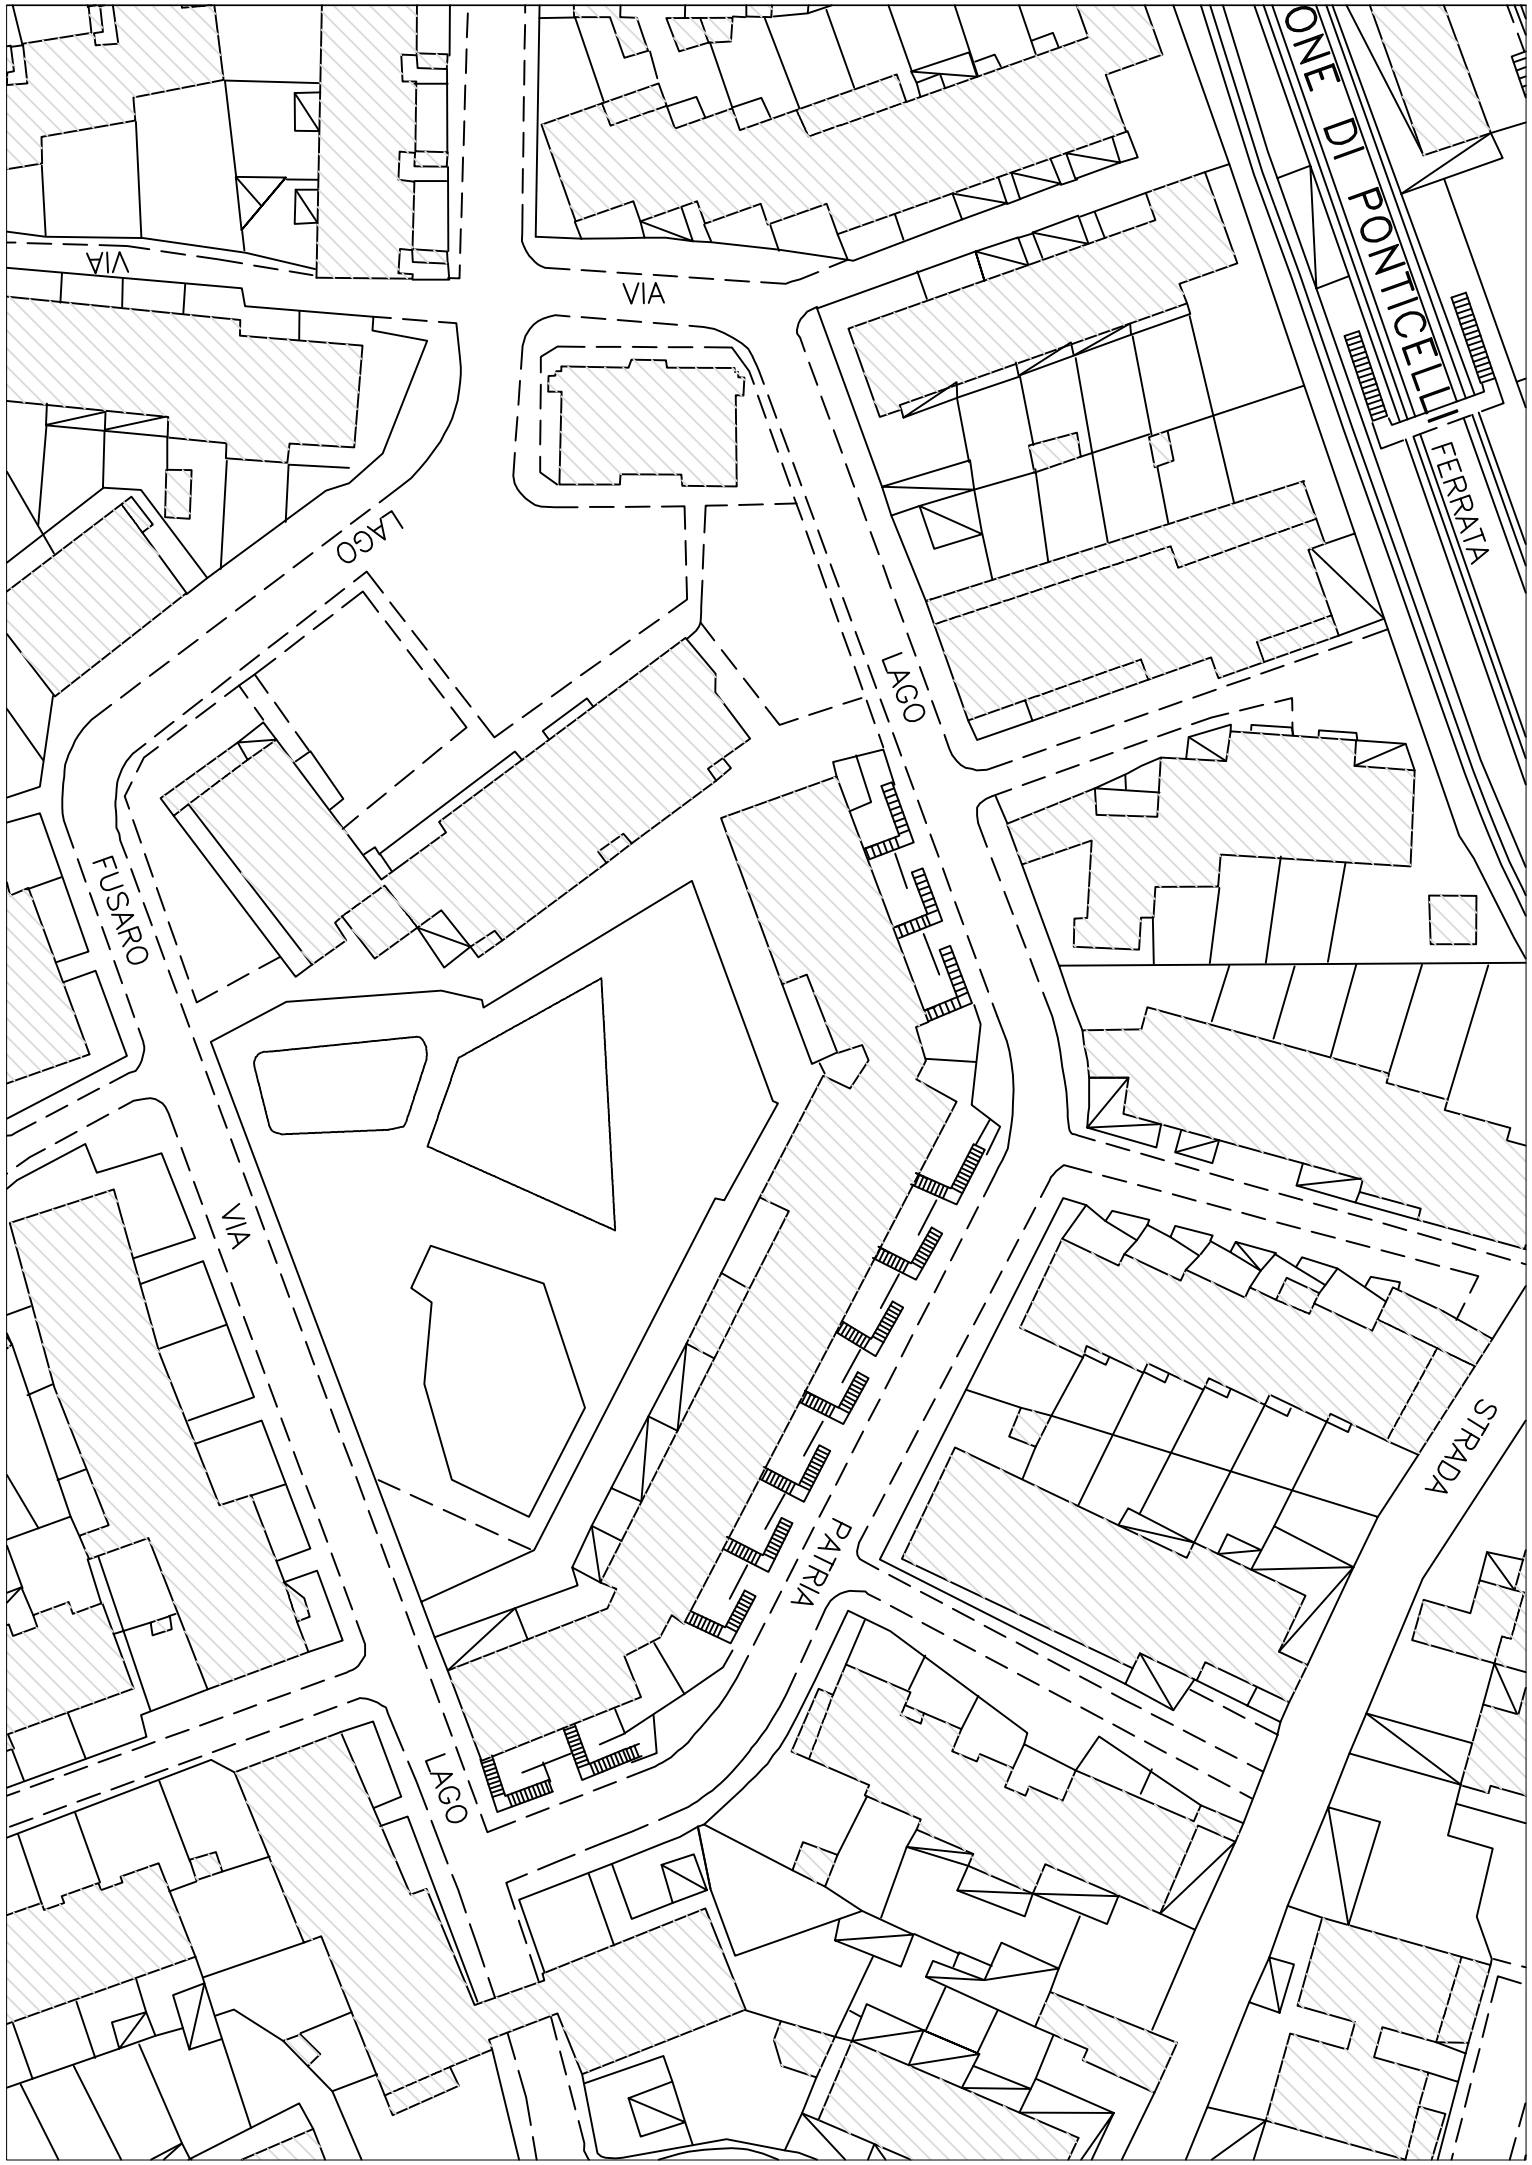 ONE DI PONTICELLI
FERRATA
VIA
VIA
LAGO
LAGO
FUSARO
VIA
LAGO
PATRIA
STRADA